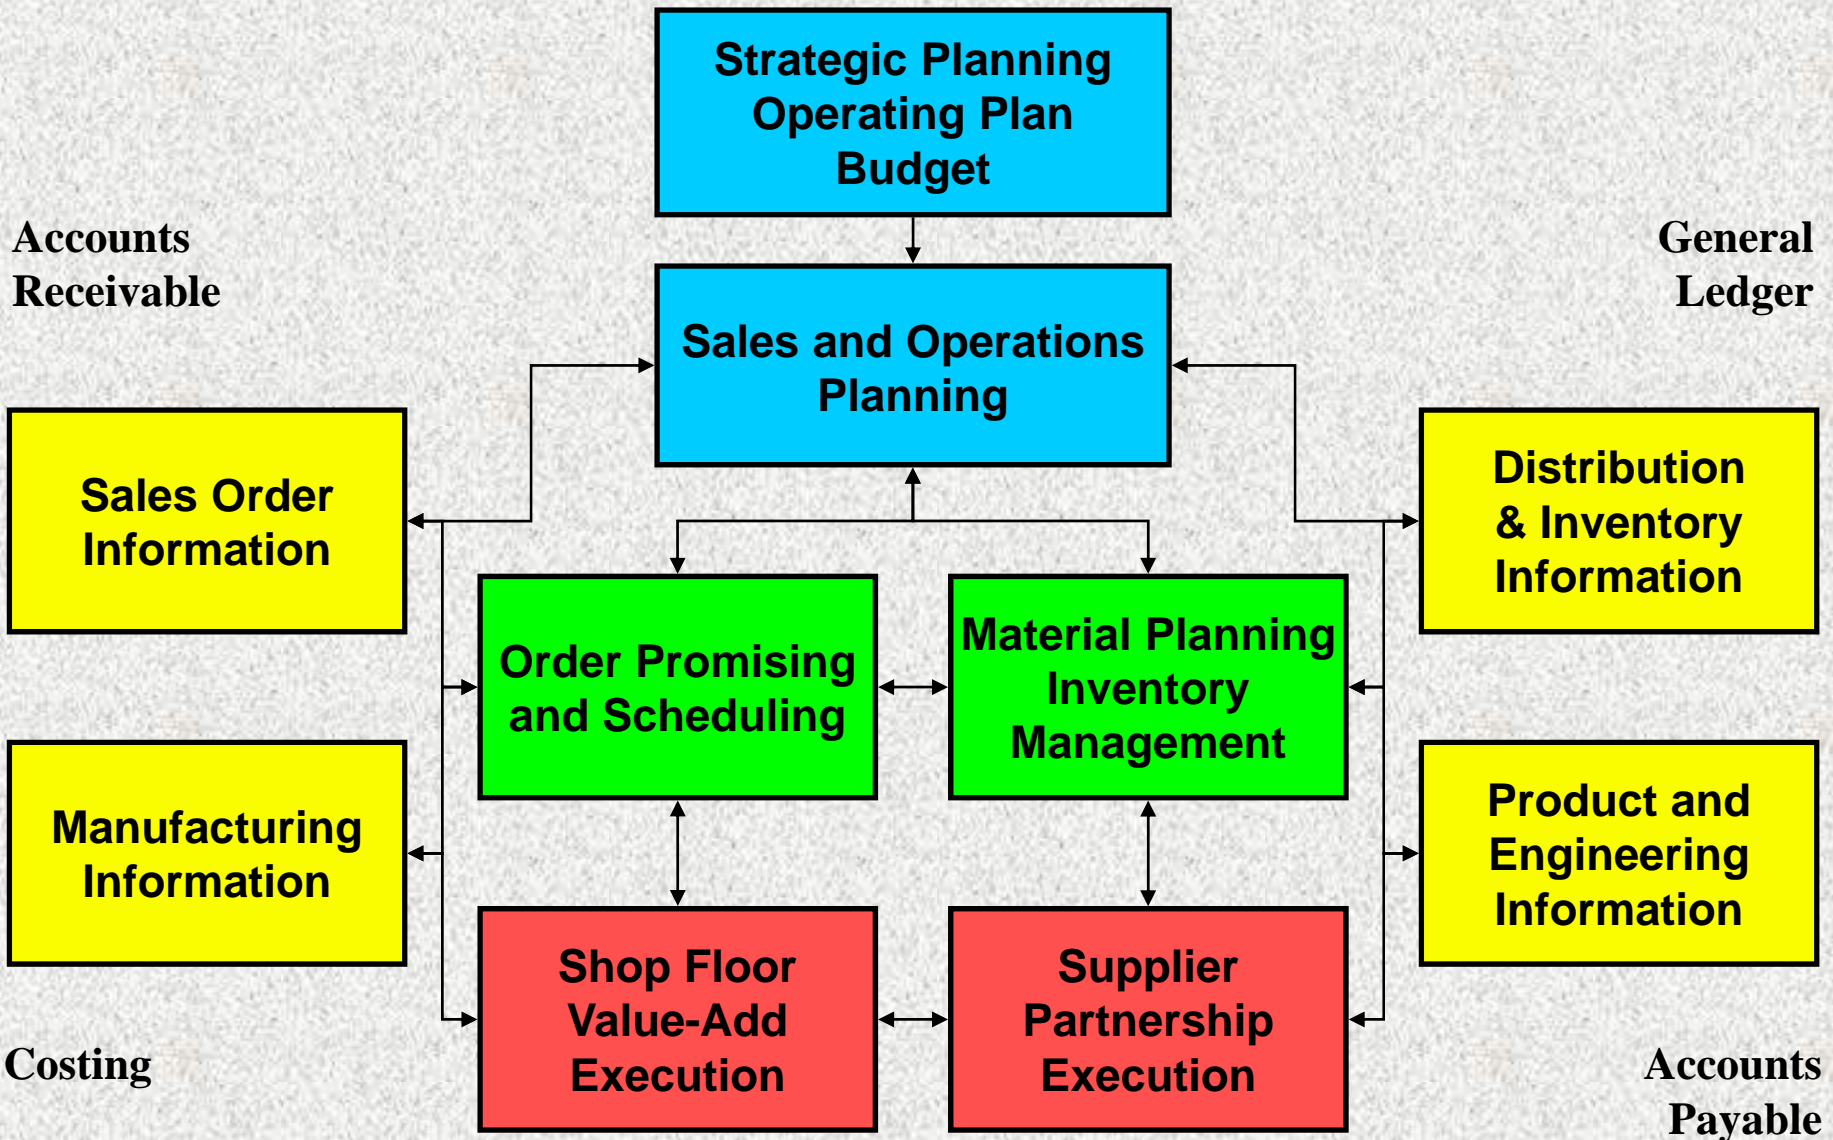 Strategic Planning
Operating Plan
Budget
Accounts
Receivable
General
Ledger
Sales and Operations
Planning
Sales Order
Information
Distribution
& Inventory
Information
Order Promising
and Scheduling
Material Planning
Inventory
Management
Manufacturing
Information
Product and
Engineering
Information
Shop Floor
Value-Add
Execution
Supplier
Partnership
Execution
Costing
Accounts
Payable